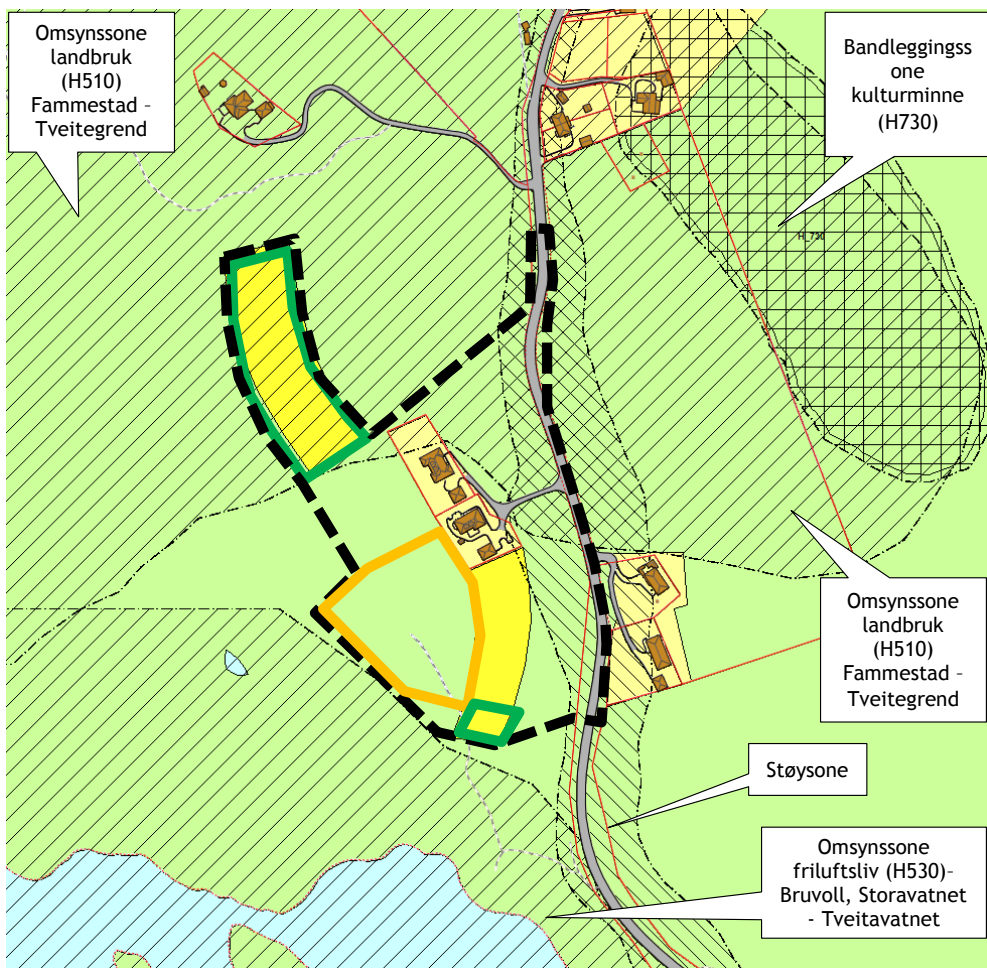 Omsynssone
landbruk
(H510)
Fammestad -
Tveitegrend
Bandleggingss
one
kulturminne
(H730)
H_730
Omsynssone
landbruk
(H510)
Fammestad -
Tveitegrend
Støysone
Omsynssone
friluftsliv (H530)-
Bruvoll, Storavatnet
- Tveitavatnet